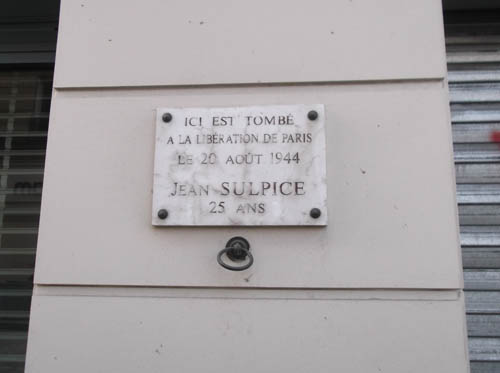 ICI EST TOMBÉ
A LA LIBÉRATION DE PARIS
LE 20 AOÛT 1944
JEAN SULPICE
25 ANS